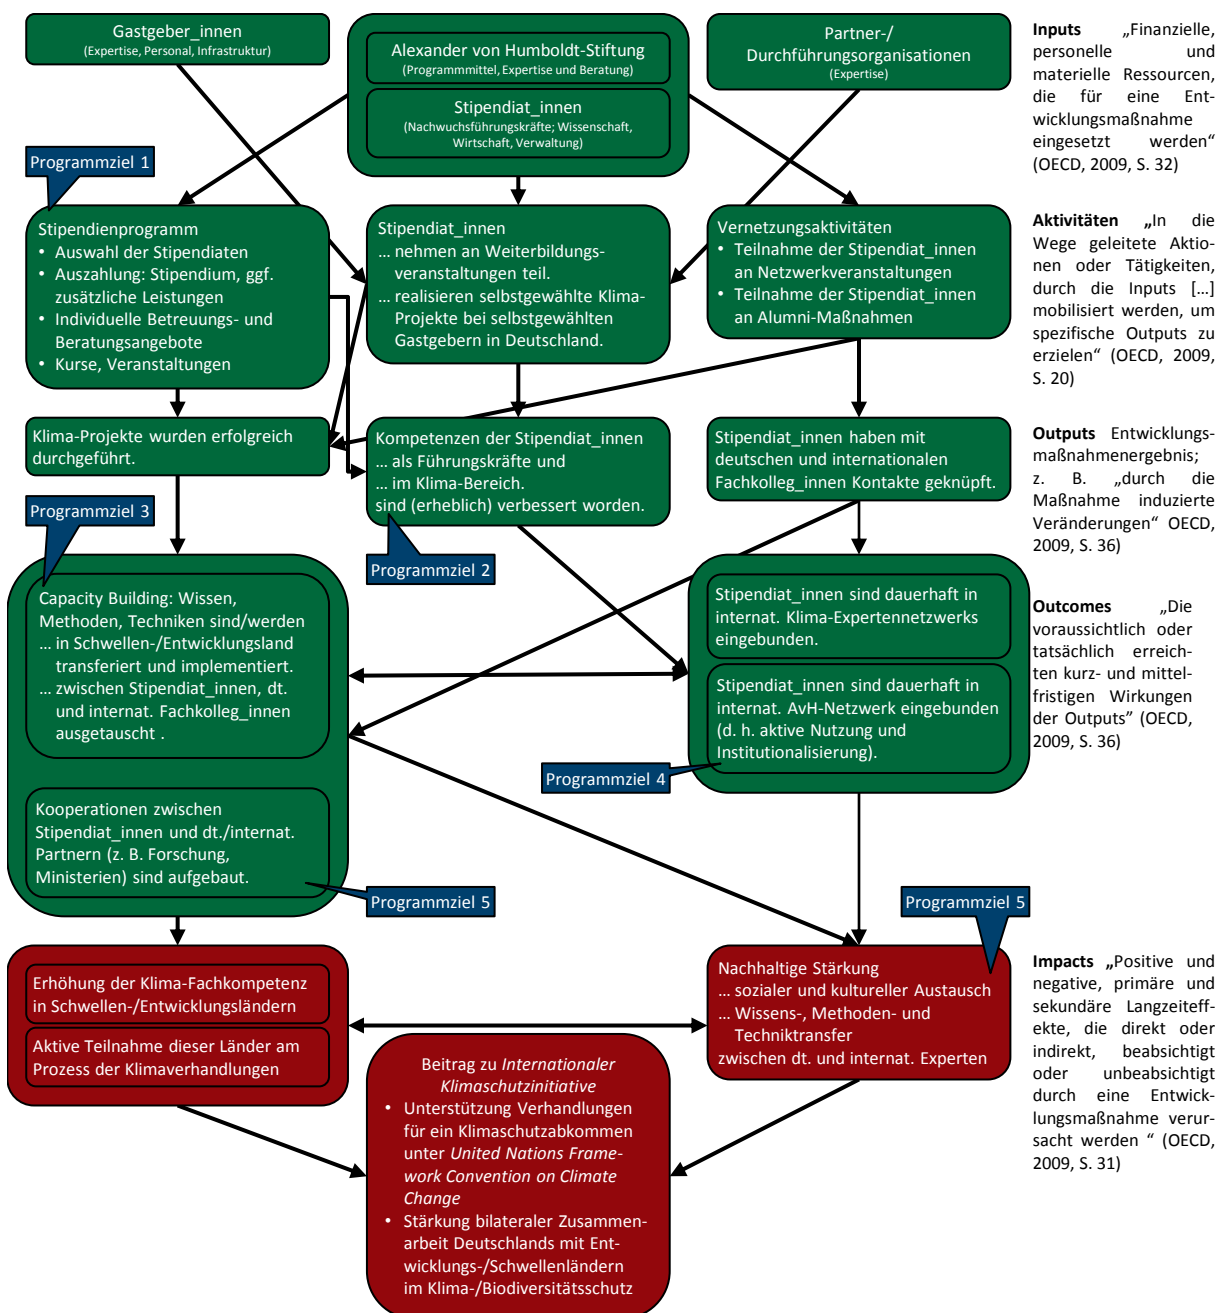 Gastgeber_innen
(Expertise, Personal, Infrastruktur)
Alexander von Humboldt-Stiftung
(Programmmittel, Expertise und Beratung)
Stipendiat_innen
(Nachwuchsführungskräfte; Wissenschaft,
Wirtschaft, Verwaltung)
Partner-/
Durchführungsorganisationen
(Expertise)
Inputs „Finanzielle,
personelle und
materielle Ressourcen,
die für eine Ent-
wicklungsmaßnahme
eingesetzt werden“
(OECD, 2009, S. 32)
Programmziel 1
Stipendienprogramm
• Auswahl der Stipendiaten
• Auszahlung: Stipendium, ggf.
zusätzliche Leistungen
• Individuelle Betreuungs- und
Beratungsangebote
• Kurse, Veranstaltungen
Stipendiat_innen
... nehmen an Weiterbildungs-
veranstaltungen teil.
... realisieren selbstgewählte Klima-
Projekte bei selbstgewählten
Gastgebern in Deutschland.
Vernetzungsaktivitäten
• Teilnahme der Stipendiat_innen
an Netzwerkveranstaltungen
• Teilnahme der Stipendiat_innen
an Alumni-Maßnahmen
Aktivitäten „In die
Wege geleitete Aktio-
nen oder Tätigkeiten,
durch die Inputs […]
mobilisiert werden, um
spezifische Outputs zu
erzielen“ (OECD, 2009,
S. 20)
Klima-Projekte wurden erfolgreich
durchgeführt.
Kompetenzen der Stipendiat_innen
... als Führungskräfte und
... im Klima-Bereich.
sind (erheblich) verbessert worden.
Stipendiat_innen haben mit
deutschen und internationalen
Fachkolleg_innen Kontakte geknüpft.
Outputs Entwicklungs-
maßnahmenergebnis;
z. B. „durch die
Maßnahme induzierte
Veränderungen“ OECD,
2009, S. 36)
Programmziel 3
Programmziel 2
Capacity Building: Wissen,
Methoden, Techniken sind/werden
... in Schwellen-/Entwicklungsland
transferiert und implementiert.
... zwischen Stipendiat_innen, dt.
und internat. Fachkolleg_innen
ausgetauscht .
Kooperationen zwischen
Stipendiat_innen und dt./internat.
Partnern (z. B. Forschung,
Ministerien) sind aufgebaut.
Programmziel 5
Stipendiat_innen sind dauerhaft in
internat. Klima-Expertennetzwerks
eingebunden.
Stipendiat_innen sind dauerhaft in
internat. AvH-Netzwerk eingebunden
(d. h. aktive Nutzung und
Institutionalisierung).
Programmziel 4
Outcomes „Die
voraussichtlich oder
tatsächlich erreich-
ten kurz- und mittel-
fristigen Wirkungen
der Outputs” (OECD,
2009, S. 36)
Programmziel 5
Erhöhung der Klima-Fachkompetenz
in Schwellen-/Entwicklungsländern
Aktive Teilnahme dieser Länder am
Prozess der Klimaverhandlungen
Nachhaltige Stärkung
... sozialer und kultureller Austausch
... Wissens-, Methoden- und
Techniktransfer
zwischen dt. und internat. Experten
Beitrag zu Internationaler
Klimaschutzinitiative
• Unterstützung Verhandlungen
für ein Klimaschutzabkommen
unter United Nations Frame-
work Convention on Climate
Change
• Stärkung bilateraler Zusammen-
arbeit Deutschlands mit Ent-
wicklungs-/Schwellenländern
im Klima-/Biodiversitätsschutz
Impacts „Positive und
negative, primäre und
sekundäre Langzeiteff-
ekte, die direkt oder
indirekt, beabsichtigt
oder unbeabsichtigt
durch eine Entwick-
lungsmaßnahme verur-
sacht werden “ (OECD,
2009, S. 31)